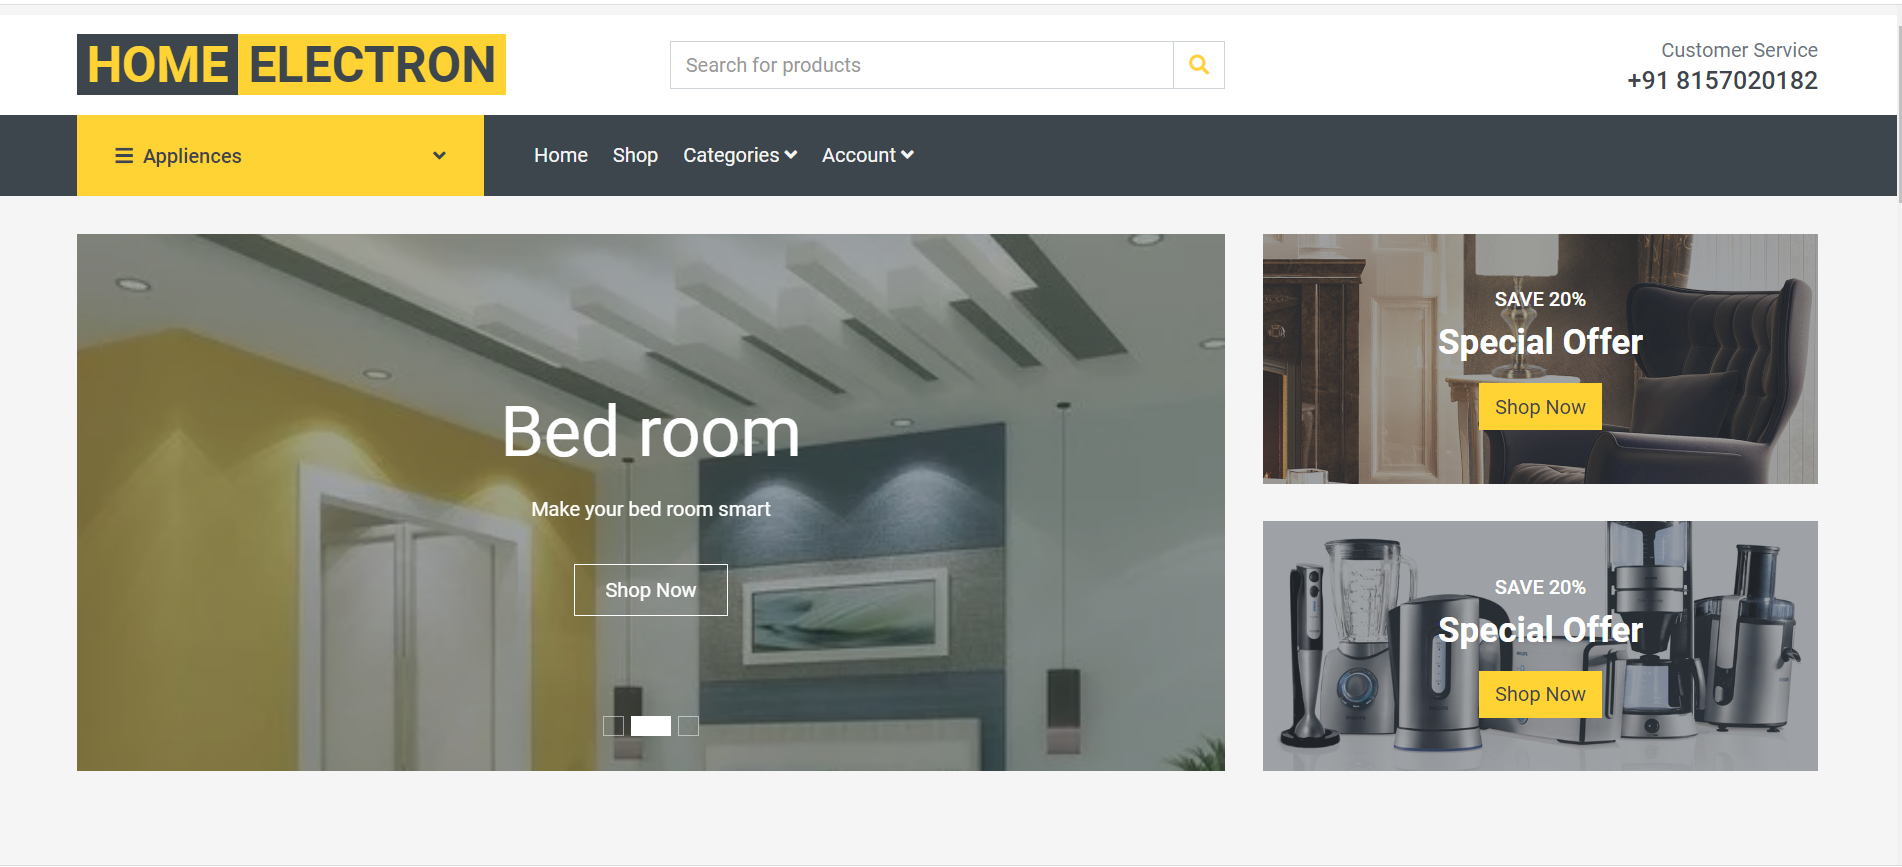 HOME ELECTRON
Search for products
Customer Service
+91 8157020182
Appliences
Home Shop Categories Account
Bed room
Make your bed room smart
Shop Now
SAVE 20%
Special Offer
Shop Now
SAVE 20%
Special Offer
Shop Now